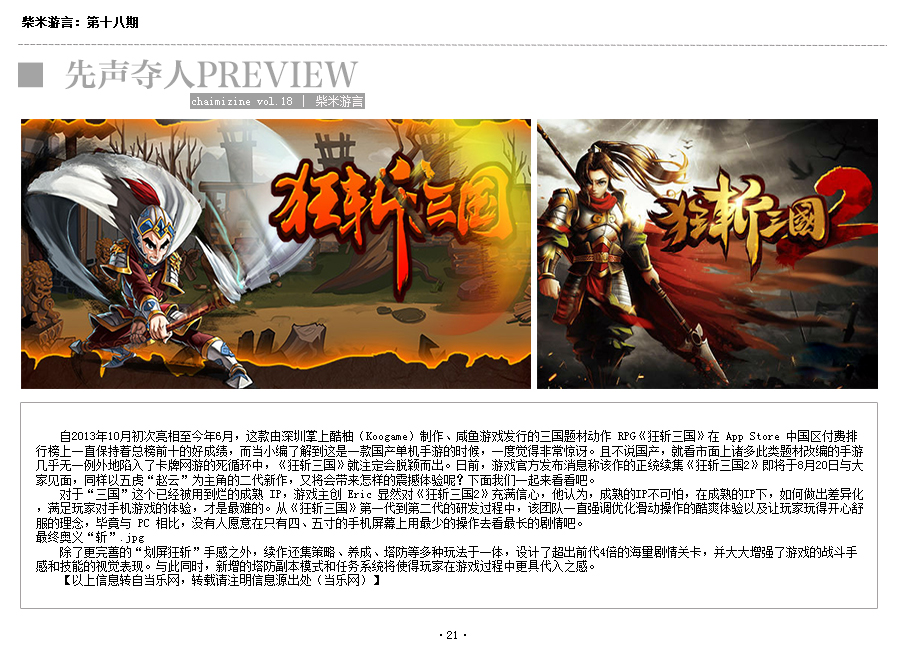 柴米游言：第十八期
先声夺人PREVIEW
chaimizine vol.18 | 柴米游言
狂斩三国
狂斩三國2
自2013年10月初次亮相至今年6月，这款由深圳掌上酷柚（Koogame）制作、咸鱼游戏发行的三国题材动作 RPG《狂斩三国》在 App Store 中国区付费排
行榜上一直保持着总榜前十的好成绩，而当小编了解到这是一款国产单机手游的时候，一度觉得非常惊讶。且不说国产，就看市面上诸多此类题材改编的手游
几乎无一例外地陷入了卡牌网游的死循环中，《狂斩三国》就注定会脱颖而出。日前，游戏官方发布消息称该作的正统续集《狂斩三国2》即将于8月20日与大
家见面，同样以五虎“赵云”为主角的二代新作，又将会带来怎样的震撼体验呢？下面我们一起来看看吧。
对于“三国”这个已经被用到烂的成熟 IP，游戏主创 Eric 显然对《狂斩三国2》充满信心，他认为，成熟的IP不可怕，在成熟的IP下，如何做出差异化
，满足玩家对手机游戏的体验，才是最难的。从《狂斩三国》第一代到第二代的研发过程中，该团队一直强调优化滑动操作的酷爽体验以及让玩家玩得开心舒
服的理念，毕竟与 PC 相比，没有人愿意在只有四、五寸的手机屏幕上用最少的操作去看最长的剧情吧。
最终奥义“斩”.jpg
除了更完善的“划屏狂斩”手感之外，续作还集策略、养成、塔防等多种玩法于一体，设计了超出前代4倍的海量剧情关卡，并大大增强了游戏的战斗手
感和技能的视觉表现。与此同时，新增的塔防副本模式和任务系统将使得玩家在游戏过程中更具代入之感。
【以上信息转自当乐网，转载请注明信息源出处（当乐网）】
·21·